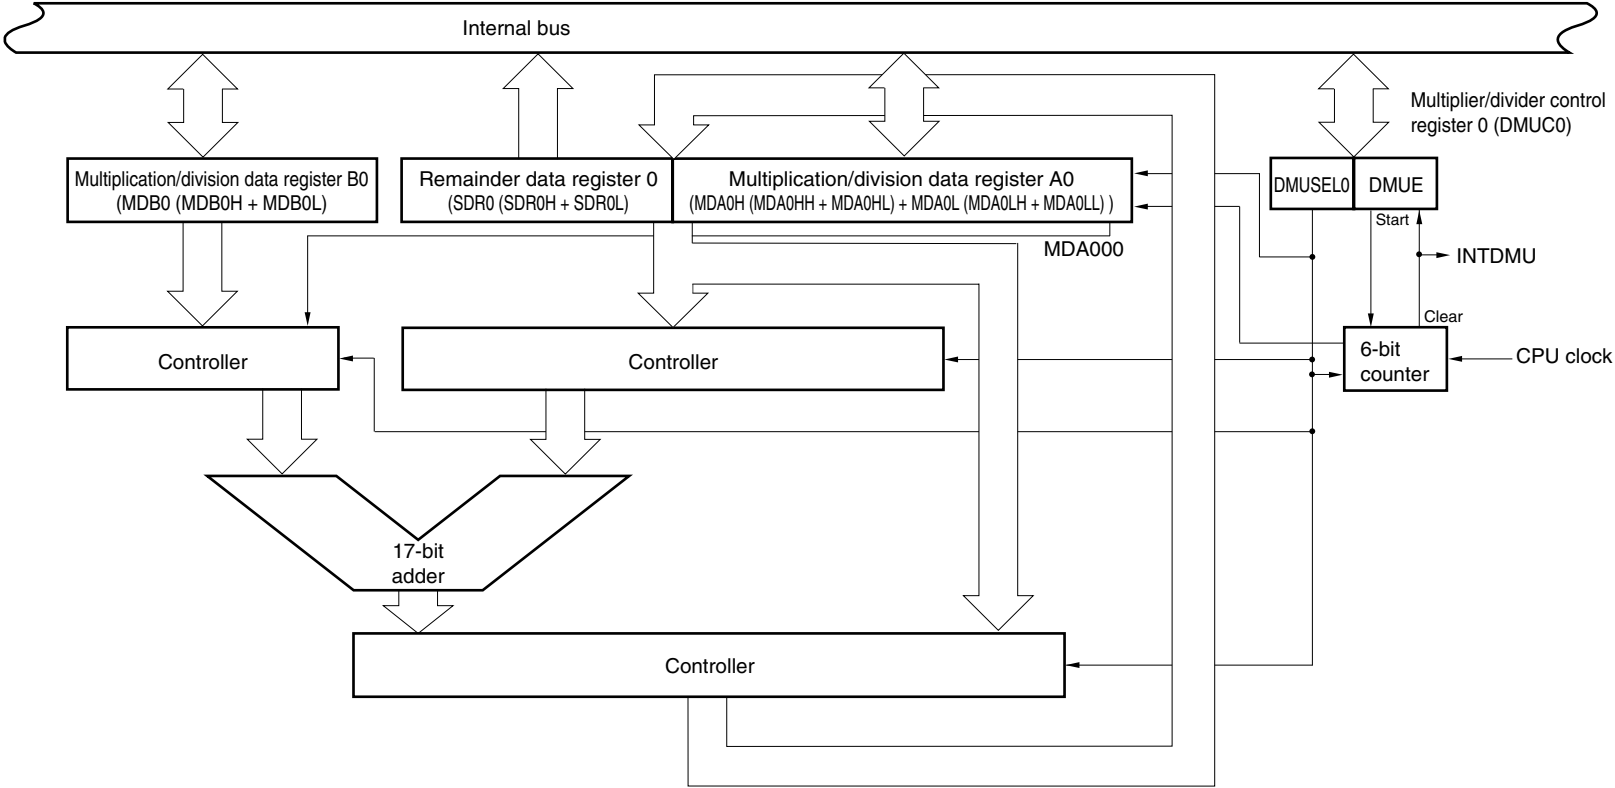 Internal bus
Multiplier/divider control
register 0 (DMUC0)
Multiplication/division data register B0
(MDB0 (MDB0H + MDB0L)
Remainder data register 0
(SDR0 (SDR0H + SDR0L)
Multiplication/division data register A0
(MDA0H (MDA0HH + MDA0HL) + MDA0L (MDA0LH + MDA0LL) )
DMUSEL0
DMUE
Start
MDA000
INTDMU
Clear
Controller
Controller
6-bit
counter
CPU clock
17-bit
adder
Controller